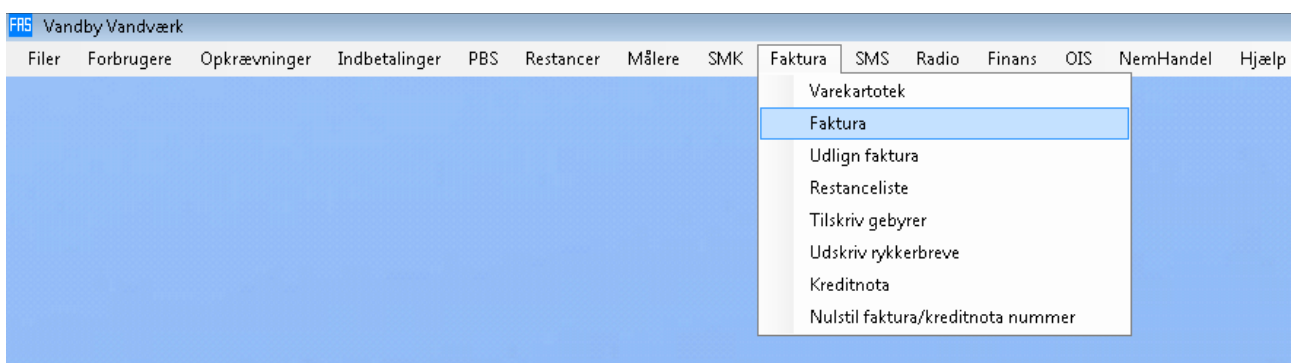 FAS Vandby Vandværk
Filer Forbrugere Opkrævninger Indbetalinger PBS Restancer Målere SMK Faktura SMS Radio Finans OIS NemHandel Hjælp
Varekartotek
Faktura
Udlign faktura
Restanceliste
Tilskriv gebyrer
Udskriv rykkerbreve
Kreditnota
Nulstil faktura/kreditnota nummer